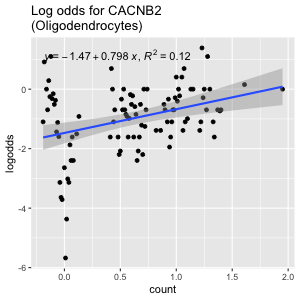 Log odds for CACNB2
(Oligodendrocytes)
y = −1.47 + 0.798 x, R² = 0.12
0
-2
-4
-6
logodds
0.0 0.5 1.0 1.5 2.0
count